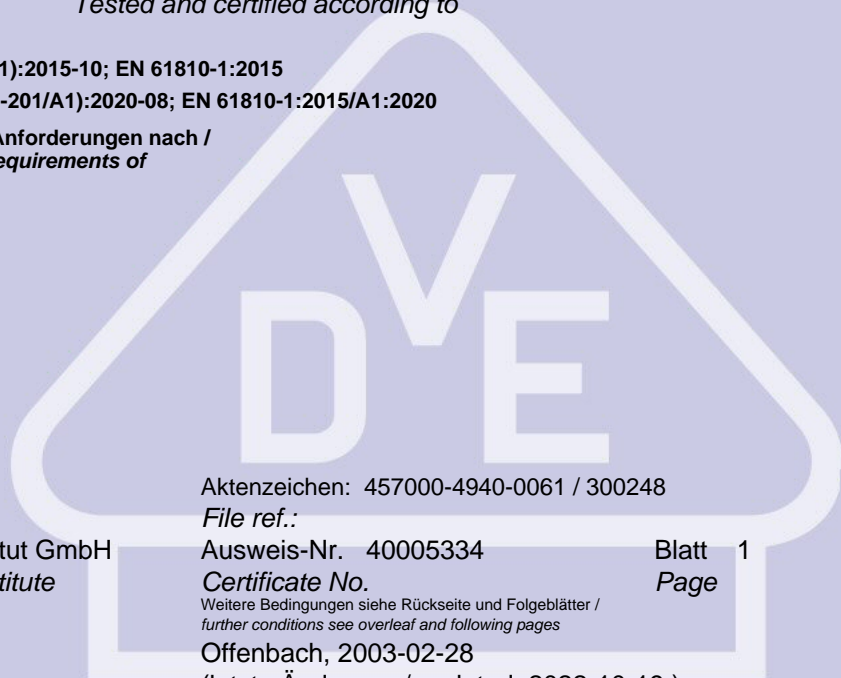 Tested and certified according to
1):2015-10; EN 61810-1:2015
-201/A1):2020-08; EN 61810-1:2015/A1:2020
Anforderungen nach /
equirements of
DVE
Aktenzeichen: 457000-4940-0061 / 300248
File ref.:
tut GmbH
titute
Ausweis-Nr. 40005334 Blatt 1
Certificate No. Page
Weitere Bedingungen siehe Rückseite und Folgeblätter /
further conditions see overleaf and following pages
Offenbach, 2003-02-28